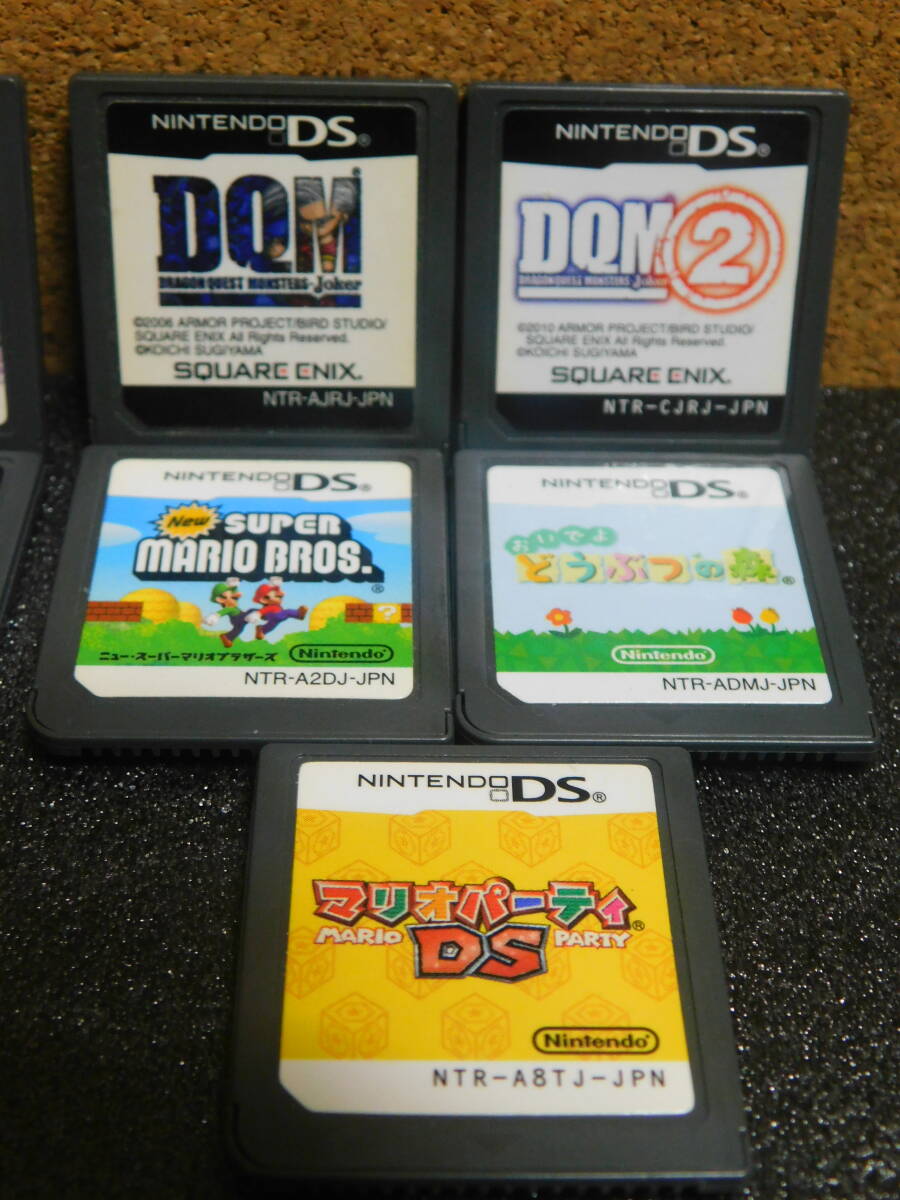 NINTENDO DS®
DQM®
DRAGON QUEST MONSTERS Joker
©2006 ARMOR PROJECT/BIRD STUDIO/
SQUARE ENIX All Rights Reserved.
©KOICHI SUGIYAMA
SQUARE ENIX.
NTR-AJRJ-JPN
NINTENDO DS®
DQM 2
DRAGON QUEST MONSTERS Joker
©2010 ARMOR PROJECT/BIRD STUDIO/
SQUARE ENIX All Rights Reserved.
©KOICHI SUGIYAMA
SQUARE ENIX.
NTR-CJRJ-JPN
NINTENDO DS®
New SUPER
MARIO BROS.®
?
ニュー・スーパーマリオブラザーズ
Nintendo
NTR-A2DJ-JPN
NINTENDO DS®
おいでよ
どうぶつの森®
Nintendo
NTR-ADMJ-JPN
NINTENDO DS®
マリオパーティ®
MARIO DS PARTY
Nintendo
NTR-A8TJ-JPN